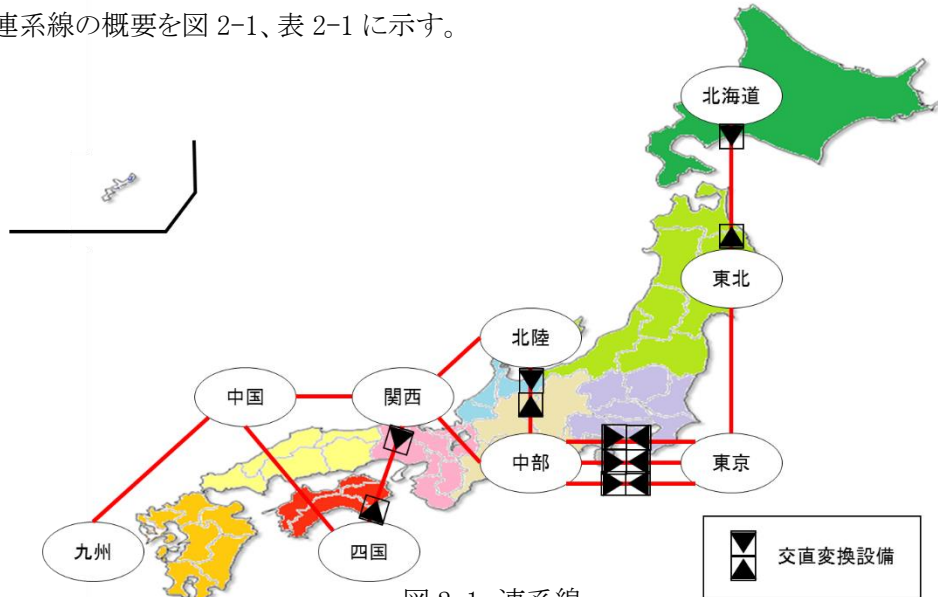 連系線の概要を図 2-1、表 2-1 に示す。
北海道
東北
北陸
中国
関西
中部
東京
九州
四国
交直変換設備
図 2-1 連系線